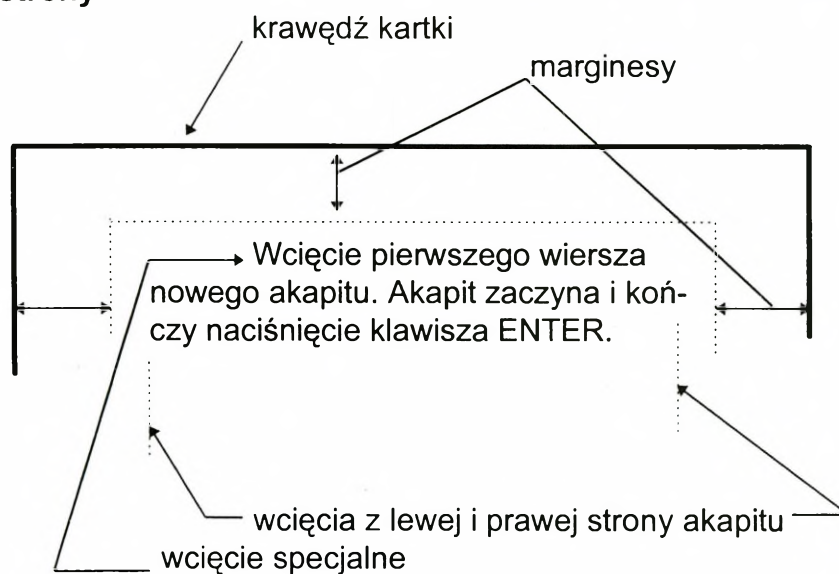 krawędź kartki
marginesy
Wcięcie pierwszego wiersza
nowego akapitu. Akapit zaczyna i koń-
czy naciśnięcie klawisza ENTER.
wcięcia z lewej i prawej strony akapitu
wcięcie specjalne